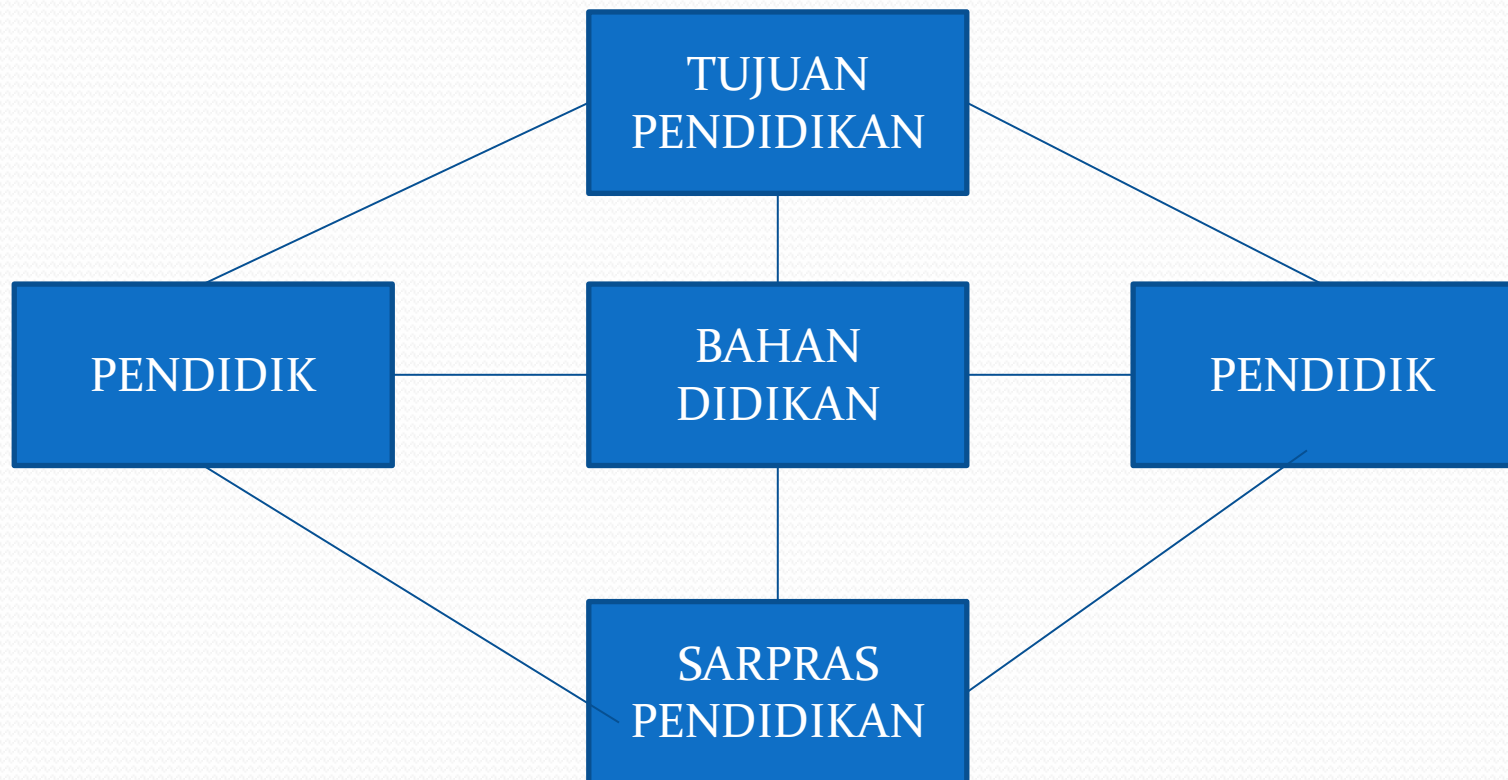 TUJUAN
PENDIDIKAN
PENDIDIK
BAHAN
DIDIKAN
PENDIDIK
SARPRAS
PENDIDIKAN